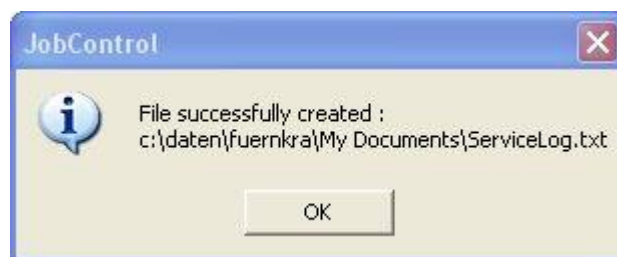 JobControl
File successfully created :
c:\daten\fuernkra\My Documents\ServiceLog.txt
OK